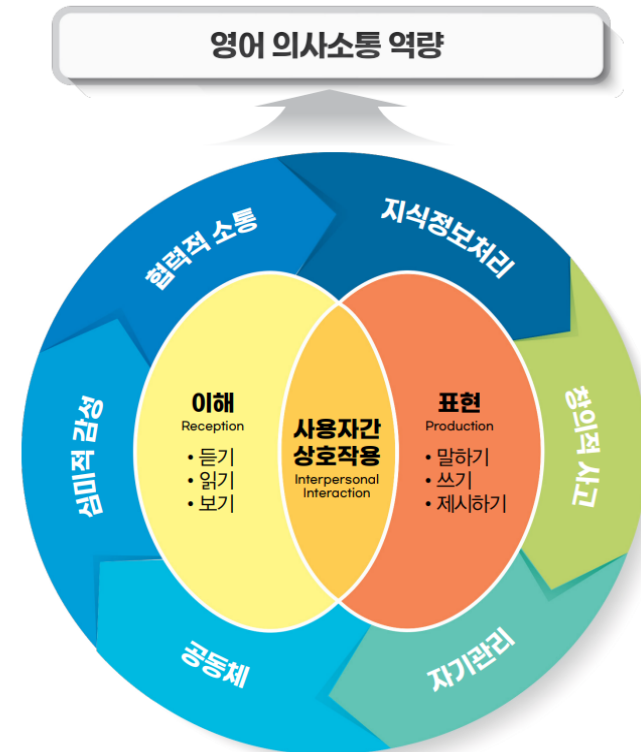 영어 의사소통 역량
협력적 소통
지식정보처리
창의적 사고
자기관리
공동체
심미적 감성
이해
Reception
• 듣기
• 읽기
• 보기
사용자간
상호작용
Interpersonal
Interaction
표현
Production
• 말하기
• 쓰기
• 제시하기